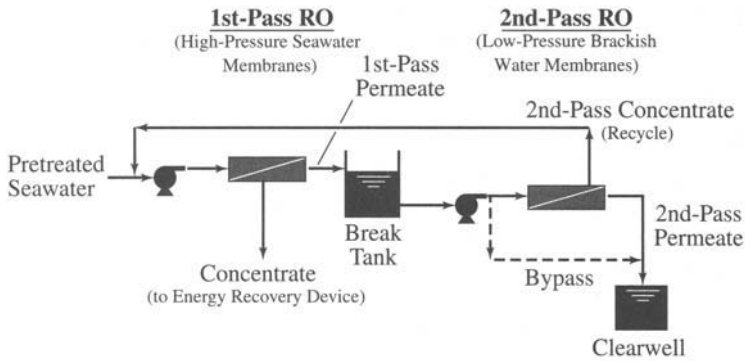 1st-Pass RO
(High-Pressure Seawater
Membranes)
2nd-Pass RO
(Low-Pressure Brackish
Water Membranes)
1st-Pass
Permeate
2nd-Pass Concentrate
(Recycle)
Pretreated
Seawater
Break
Tank
2nd-Pass
Permeate
Concentrate
(to Energy Recovery Device)
Bypass
Clearwell